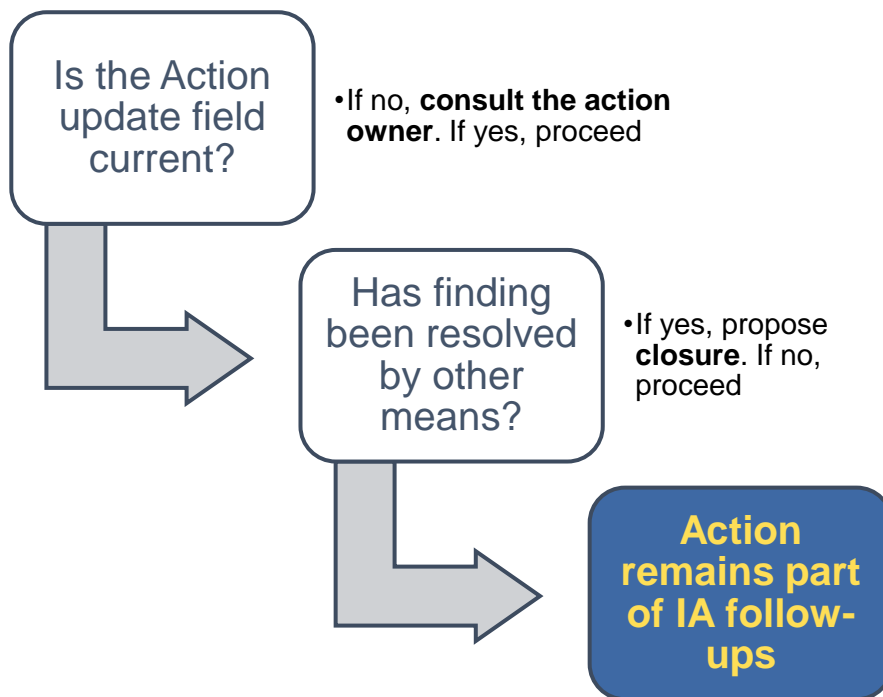 Is the Action
update field
current?
•If no, consult the action
owner. If yes, proceed
Has finding
been resolved
by other
means?
•If yes, propose
closure. If no,
proceed
Action
remains part
of IA follow-
ups